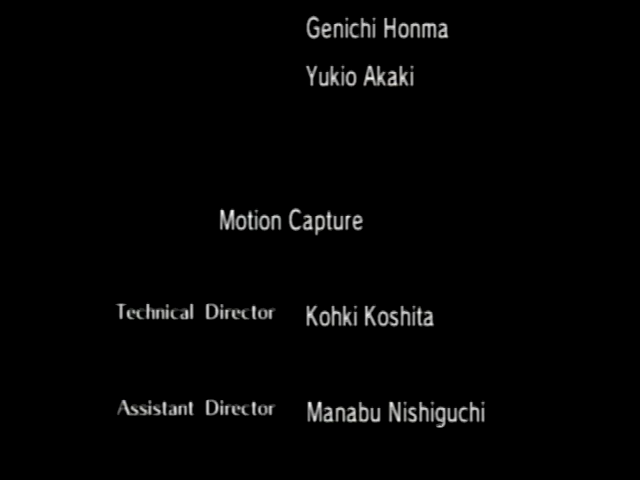 Genichi Honma
Yukio Akaki
Motion Capture
Technical Director Kohki Koshita
Assistant Director Manabu Nishiguchi